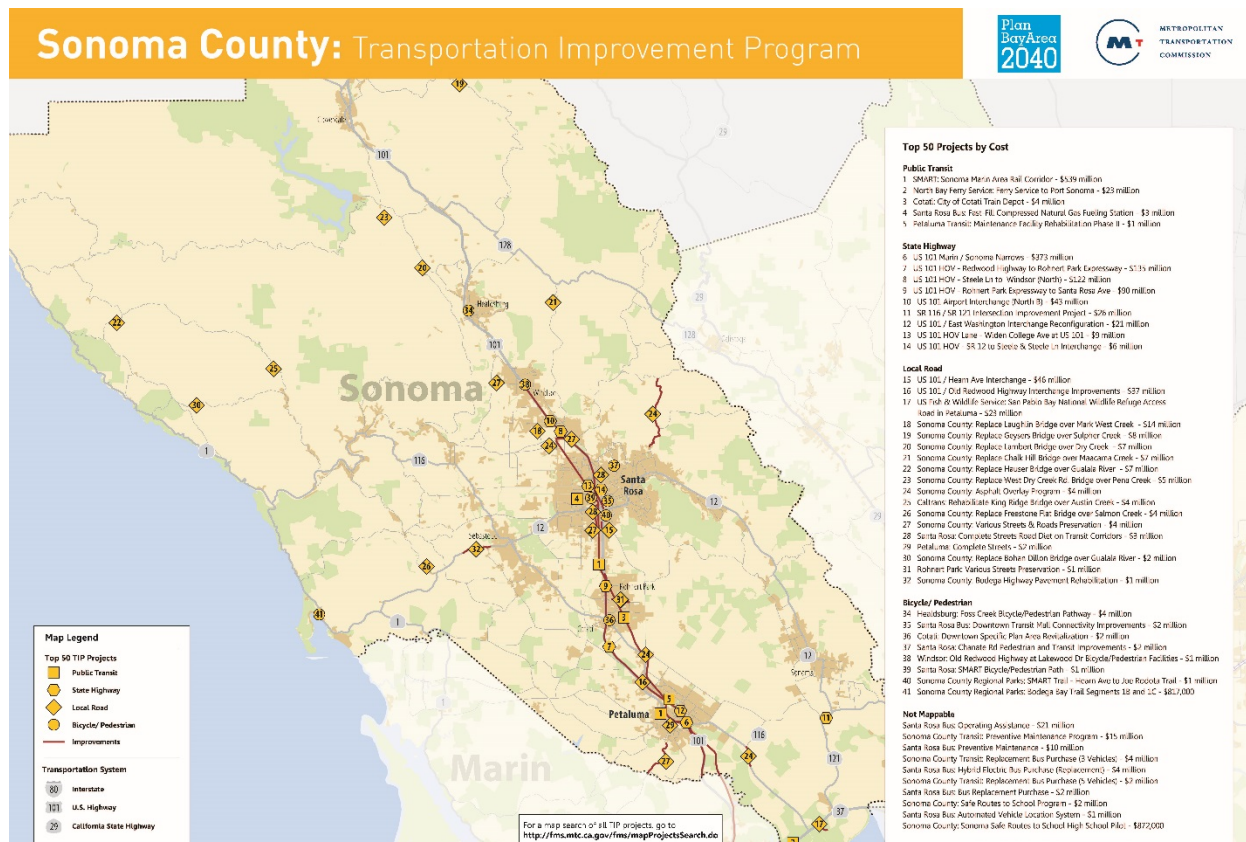 Sonoma County: Transportation Improvement Program
Plan
BayArea
2040
METROPOLITAN
TRANSPORTATION
COMMISSION
Top 50 Projects by Cost
Public Transit
1 SMART: Sonoma Marin Area Rail Corridor - $539 million
2 North Bay Ferry Service: Ferry Service to Port Sonoma - $23 million
3 Cotati: City of Cotati Train Depot - $4 million
4 Santa Rosa Bus: Fast Fill Compressed Natural Gas Fueling Station - $3 million
5 Petaluma Transit: Maintenance Facility Rehabilitation Phase II - $1 million
State Highway
6 US 101 Marin / Sonoma Narrows - $373 million
7 US 101 HOV - Redwood Highway to Rohnert Park Expressway - $135 million
8 US 101 HOV - Steele Ln to Windsor (North) - $122 million
9 US 101 HOV - Rohnert Park Expressway to Santa Rosa Ave - $90 million
10 US 101 Airport Interchange (North B) - $43 million
11 SR 116 / SR 121 Intersection Improvement Project - $26 million
12 US 101 / East Washington Interchange Reconfiguration - $21 million
13 US 101 HOV Lane - Widen College Ave at US 101 - $9 million
14 US 101 HOV - SR 12 to Steele & Steele Ln Interchange - $6 million
Local Road
15 US 101 / Hearn Ave Interchange - $46 million
16 US 101 / Old Redwood Highway Interchange Improvements - $37 million
17 US Fish & Wildlife Service: San Pablo Bay National Wildlife Refuge Access
Road in Petaluma - $23 million
18 Sonoma County: Replace Laughlin Bridge over Mark West Creek - $14 million
19 Sonoma County: Replace Geysers Bridge over Sulpher Creek - $8 million
20 Sonoma County: Replace Lambert Bridge over Dry Creek - $7 million
21 Sonoma County: Replace Chalk Hill Bridge over Maacama Creek - $7 million
22 Sonoma County: Replace Hauser Bridge over Gualala River - $7 million
23 Sonoma County: Replace West Dry Creek Rd. Bridge over Pena Creek - $5 million
24 Sonoma County: Asphalt Overlay Program - $4 million
25 Caltrans: Rehabilitate King Ridge Bridge over Austin Creek - $4 million
26 Sonoma County: Replace Freestone Flat Bridge over Salmon Creek - $4 million
27 Sonoma County: Various Streets & Roads Preservation - $4 million
28 Santa Rosa: Complete Streets Road Diet on Transit Corridors - $3 million
29 Petaluma: Complete Streets - $2 million
30 Sonoma County: Replace Bohan Dillon Bridge over Gualala River - $2 million
31 Rohnert Park: Various Streets Preservation - $1 million
32 Sonoma County: Bodega Highway Pavement Rehabilitation - $1 million
Bicycle/ Pedestrian
34 Healdsburg: Foss Creek Bicycle/Pedestrian Pathway - $4 million
35 Santa Rosa Bus: Downtown Transit Mall Connectivity Improvements - $2 million
36 Cotati: Downtown Specific Plan Area Revitalization - $2 million
37 Santa Rosa: Chanate Rd Pedestrian and Transit Improvements - $2 million
38 Windsor: Old Redwood Highway at Lakewood Dr Bicycle/Pedestrian Facilities - $1 million
39 Santa Rosa: SMART Bicycle/Pedestrian Path - $1 million
40 Sonoma County Regional Parks: SMART Trail - Hearn Ave to Joe Rodota Trail - $1 million
41 Sonoma County Regional Parks: Bodega Bay Trail Segments 1B and 1C - $817,000
Not Mappable
Santa Rosa Bus: Operating Assistance - $21 million
Sonoma County Transit: Preventive Maintenance Program - $15 million
Santa Rosa Bus: Preventive Maintenance - $10 million
Sonoma County Transit: Replacement Bus Purchase (3 Vehicles) - $4 million
Santa Rosa Bus: Hybrid Electric Bus Purchase (Replacement) - $4 million
Sonoma County Transit: Replacement Bus Purchase (5 Vehicles) - $2 million
Santa Rosa Bus: Bus Replacement Purchase - $2 million
Sonoma County: Safe Routes to School Program - $2 million
Santa Rosa Bus: Automated Vehicle Location System - $1 million
Sonoma County: Sonoma Safe Routes to School High School Pilot - $872,000
Cloverdale
Healdsburg
Windsor
Sonoma
Santa
Rosa
Sebastopol
Rohnert Park
Cotati
Petaluma
Sonoma
Marin
Map Legend
Top 50 TIP Projects
Public Transit
State Highway
Local Road
Bicycle/ Pedestrian
Improvements
Transportation System
80 Interstate
101 U.S. Highway
29 California State Highway
For a map search of all TIP projects, go to
http://fms.mtc.ca.gov/fms/mapProjectsSearch.do